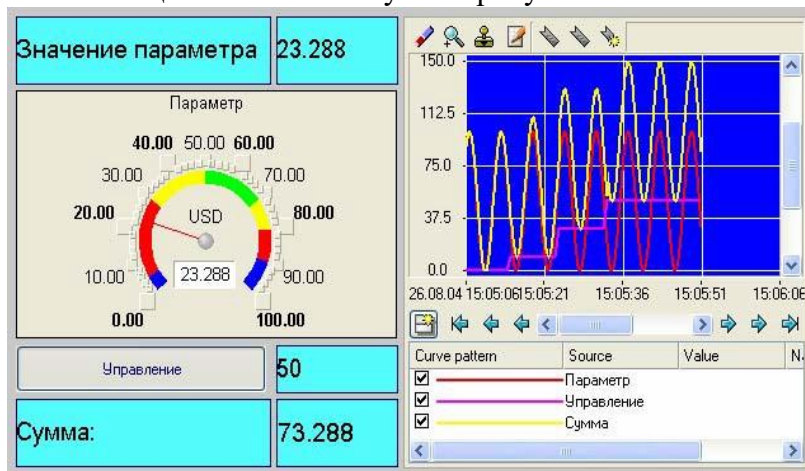 Значение параметра 23.288
Параметр
40.00 50.00 60.00
30.00 70.00
20.00 USD 80.00
10.00 23.288 90.00
0.00 100.00
Управление 50
Сумма: 73.288
150.0
112.5
75.0
37.5
0.0
26.08.04 15:05:06 15:05:21 15:05:36 15:05:51 15:06:06
Curve pattern Source Value
Параметр
Управление
Сумма